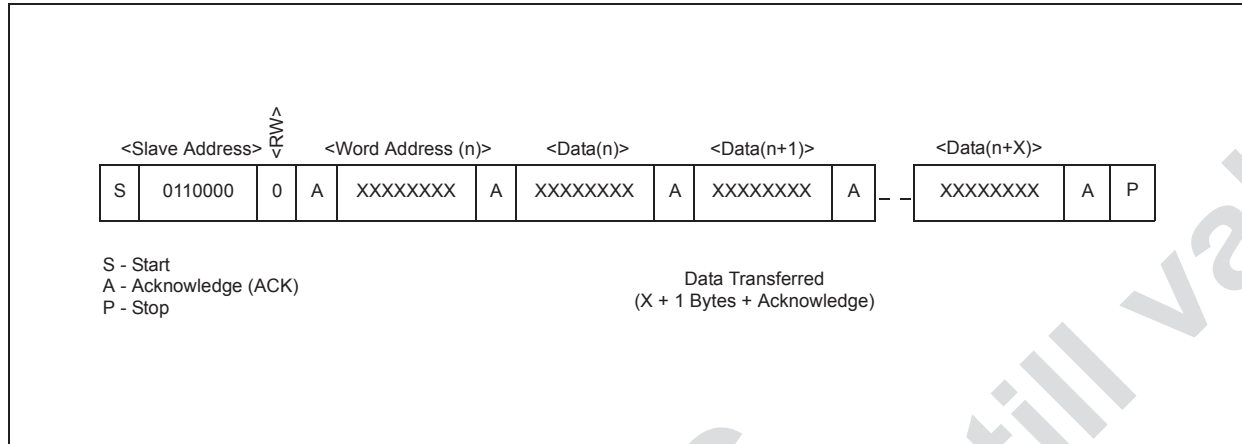 <Slave Address> <RW> <Word Address (n)> <Data(n)> <Data(n+1)> <Data(n+X)>
S 0110000 0 A XXXXXXXX A XXXXXXXX A XXXXXXXX A XXXXXXXX A P
S - Start
A - Acknowledge (ACK)
P - Stop
Data Transferred
(X + 1 Bytes + Acknowledge)
still